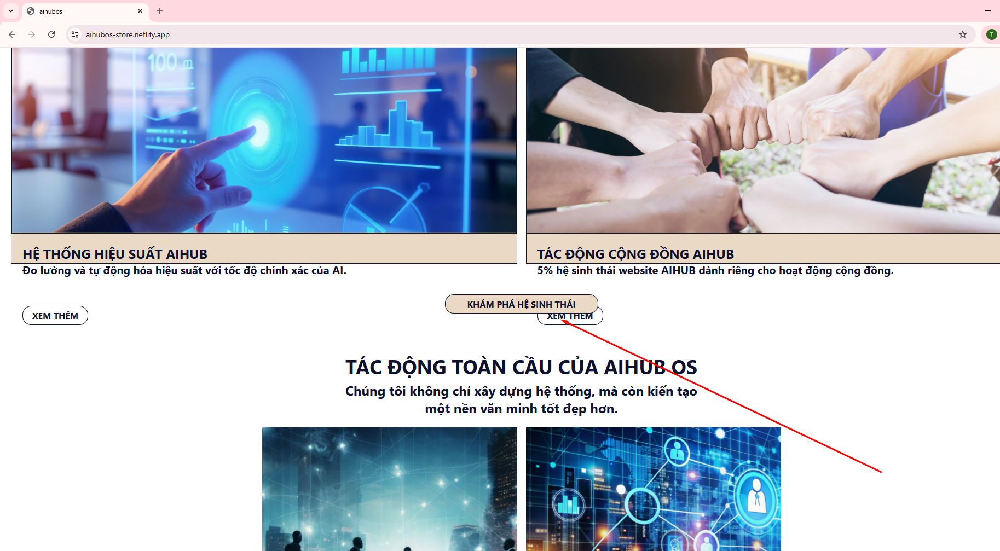 aihubos
aihubos-store.netlify.app
T
100 m
HỆ THỐNG HIỆU SUẤT AIHUB
Đo lường và tự động hóa hiệu suất với tốc độ chính xác của AI.
XEM THÊM
TÁC ĐỘNG CỘNG ĐỒNG AIHUB
5% hệ sinh thái website AIHUB dành riêng cho hoạt động cộng đồng.
KHÁM PHÁ HỆ SINH THÁI
XEM THÊM
TÁC ĐỘNG TOÀN CẦU CỦA AIHUB OS
Chúng tôi không chỉ xây dựng hệ thống, mà còn kiến tạo
một nền văn minh tốt đẹp hơn.